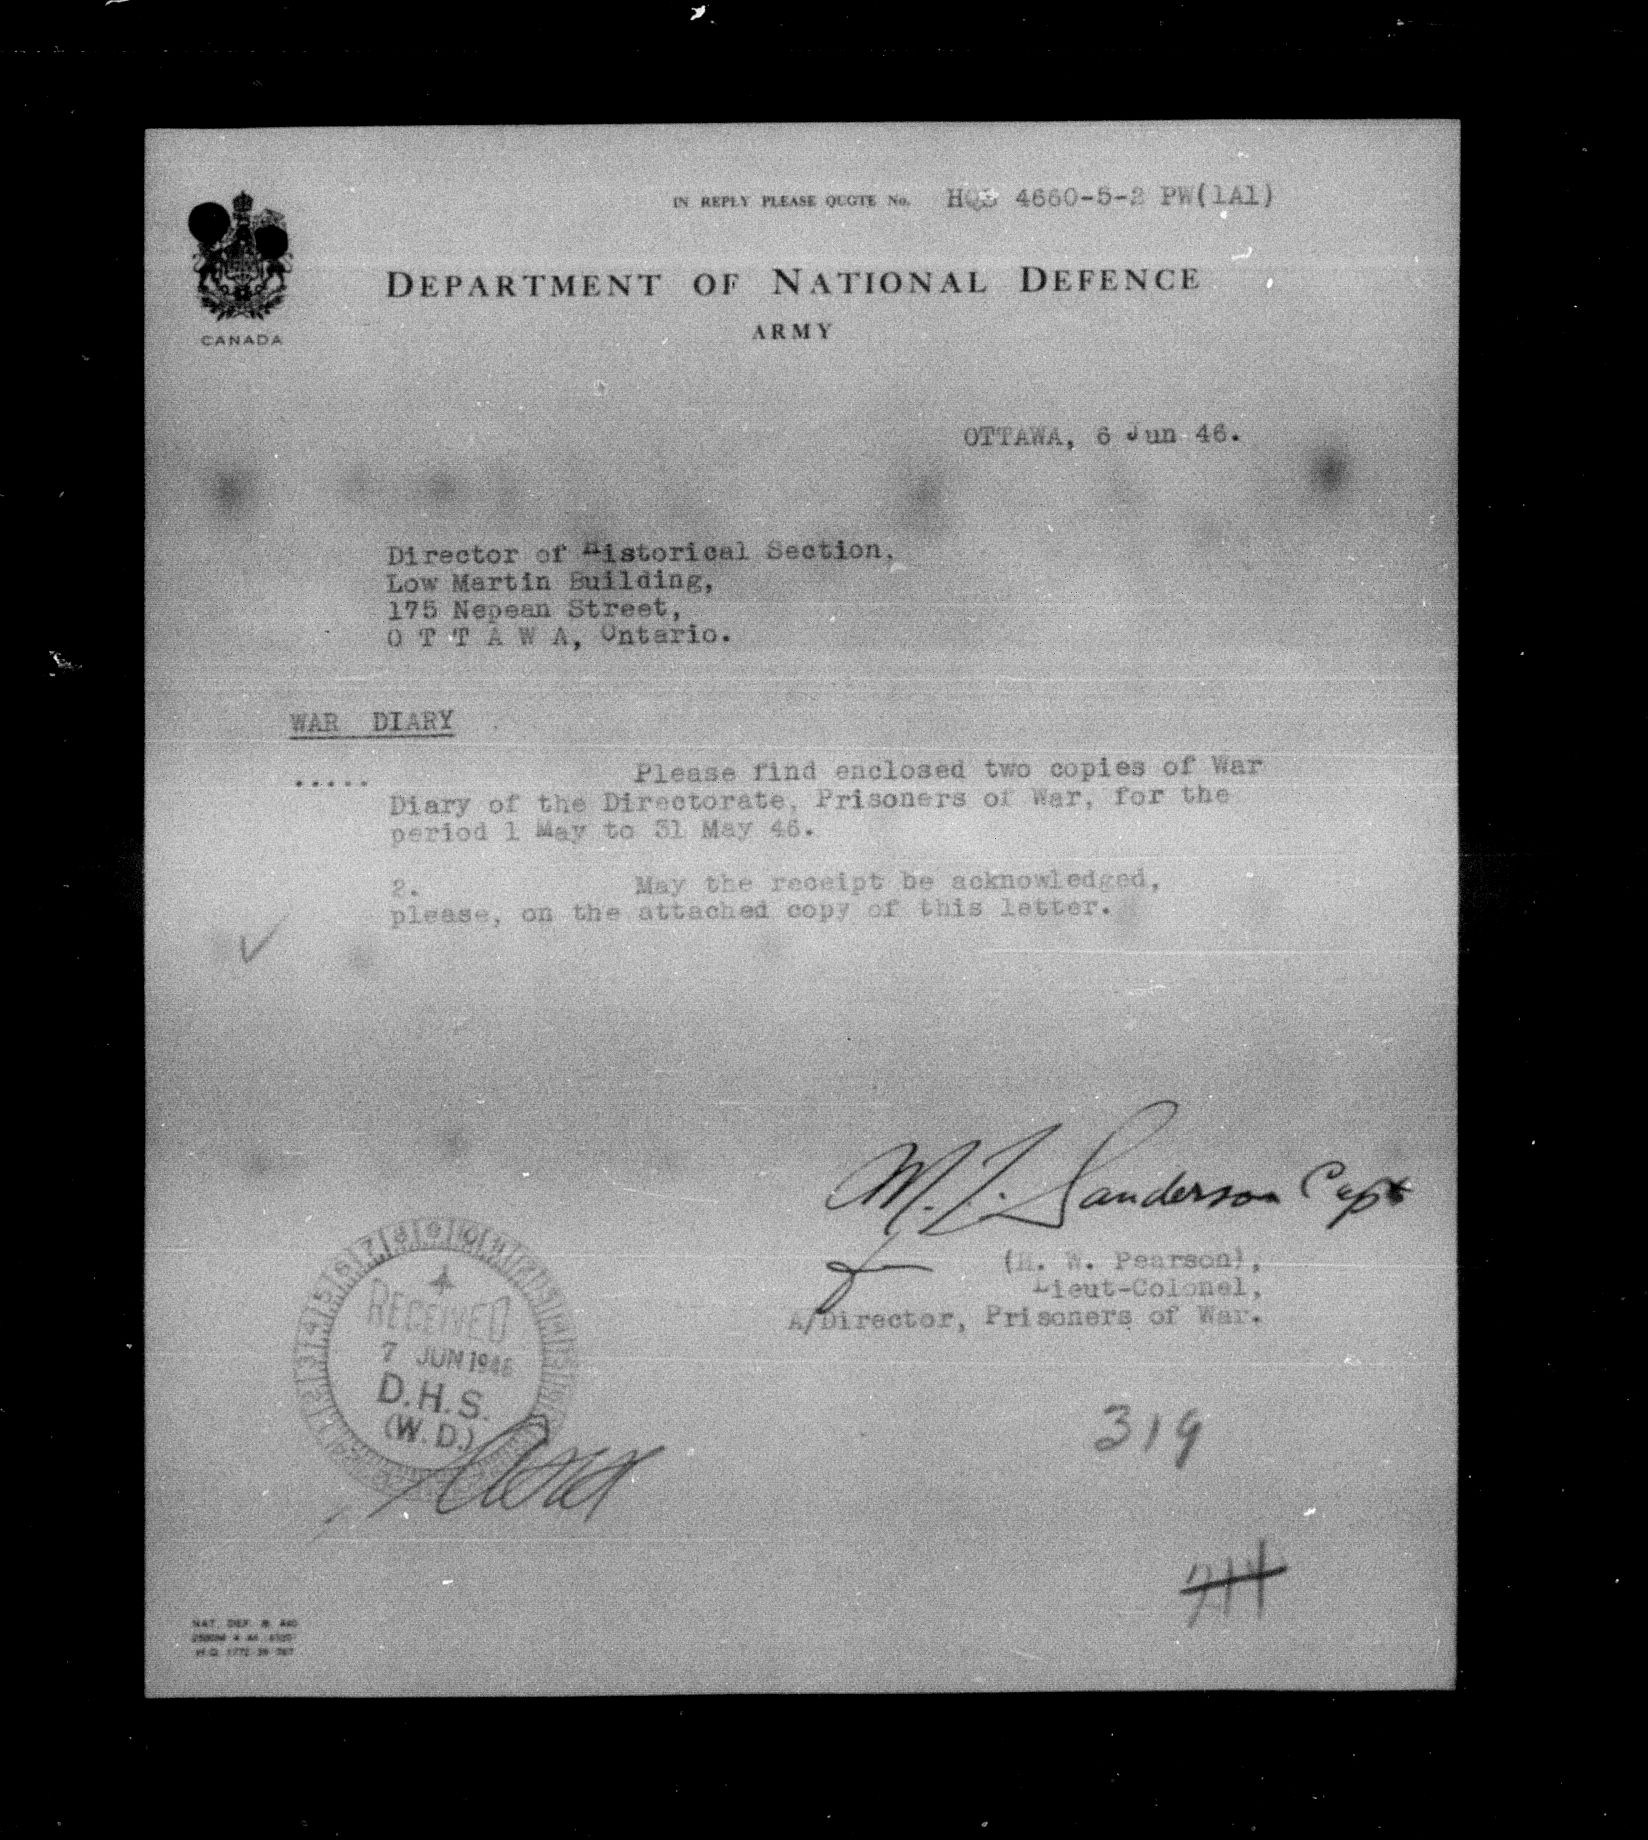 IN REPLY PLEASE QUOTE No. HQS 4660-5-2 PW(1A1)
DEPARTMENT OF NATIONAL DEFENCE
ARMY
CANADA
OTTAWA, 6 Jun 46.
Director of Historical Section,
Low Martin Building,
175 Nepean Street,
O T T A W A, Ontario.
WAR DIARY
..... Please find enclosed two copies of War
Diary of the Directorate, Prisoners of War, for the
period 1 May to 31 May 46.
2. May the receipt be acknowledged,
please, on the attached copy of this letter.
M. L. Sanderson Capt
(H. W. Pearson),
Lieut-Colonel,
A/Director, Prisoners of War.
RECEIVED
7 JUN 1946
D.H.S.
(W.D.)
319
NAT. DEF. B.